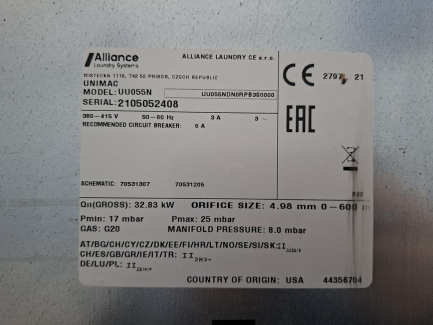 Alliance
Laundry Systems
ALLIANCE LAUNDRY CE s.r.o.
MISTECKA 1116, 742 58 PRIBOR, CZECH REPUBLIC
UNIMAC
MODEL: UU055N
UU055NDN0RPB3S0000
SERIAL: 2105052408
380 - 415 V 50 - 60 Hz 3 A 3 ~
RECOMMENDED CIRCUIT BREAKER: 6 A
CE 2797 21
EAC
SCHEMATIC: 70531307 70531205
Qn(GROSS): 32.83 kW ORIFICE SIZE: 4.98 mm 0-600
Pmin: 17 mbar Pmax: 25 mbar
GAS: G20 MANIFOLD PRESSURE: 8.0 mbar
AT/BG/CH/CY/CZ/DK/EE/FI/HR/LT/NO/SE/SI/SK:II
CH/ES/GB/GR/IE/IT/TR: II 2H3+
DE/LU/PL: II
COUNTRY OF ORIGIN: USA 44356704